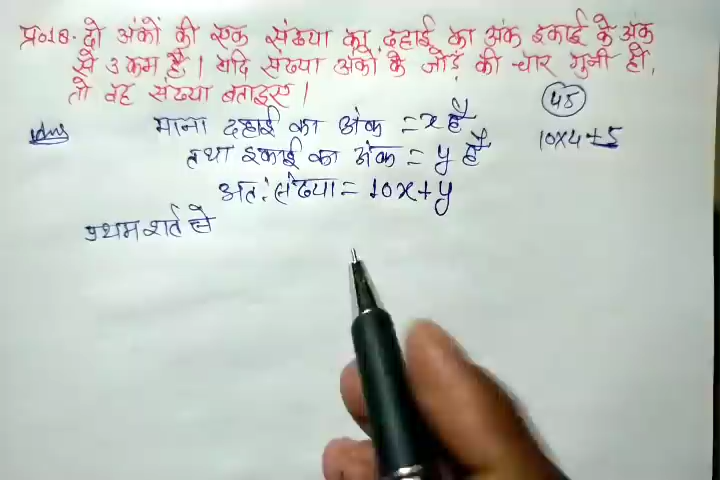 प्र०18- दो अंकों की एक संख्या का दहाई का अंक इकाई के अंक
से 3 कम है। यदि संख्या अंकों के जोड़ की चार गुनी हो,
तो वह संख्या बताइए।
45
Ans माना दहाई का अंक = x है
10×4+5
तथा इकाई का अंक = y है
अतः संख्या = 10x+y
प्रथम शर्त से